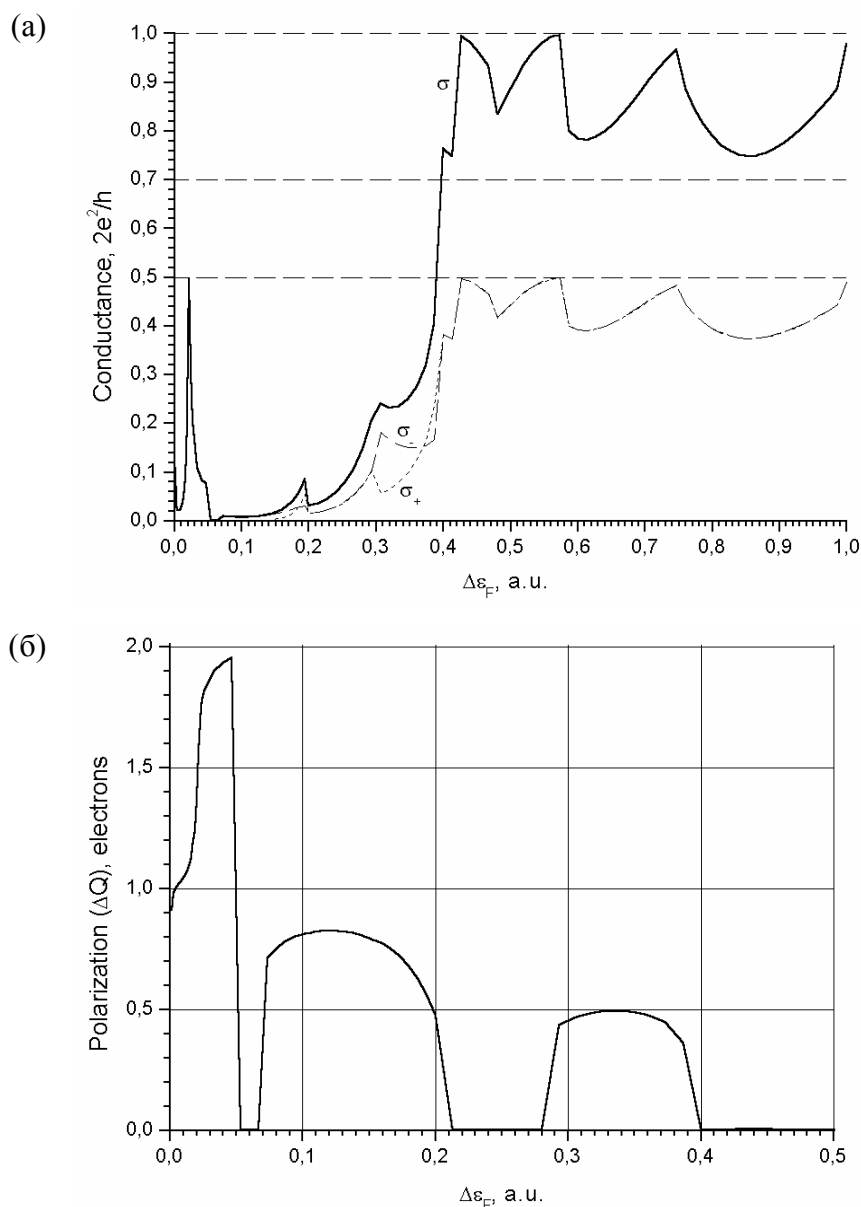 (а)
1,0
0,9
0,8
0,7
0,6
0,5
0,4
0,3
0,2
0,1
0,0
Conductance, 2e²/h
σ
σ₋
σ₊
0,0 0,1 0,2 0,3 0,4 0,5 0,6 0,7 0,8 0,9 1,0
Δε_F, a.u.
(б)
2,0
1,5
1,0
0,5
0,0
Polarization (ΔQ), electrons
0,0 0,1 0,2 0,3 0,4 0,5
Δε_F, a.u.